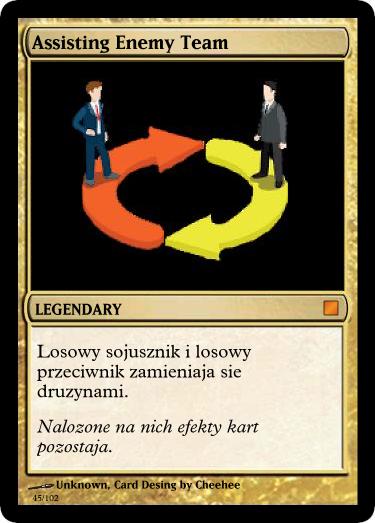 Assisting Enemy Team
LEGENDARY
Losowy sojusznik i losowy
przeciwnik zamieniaja sie
druzynami.
Nalozone na nich efekty kart
pozostaja.
Unknown, Card Desing by Cheehee
45/102